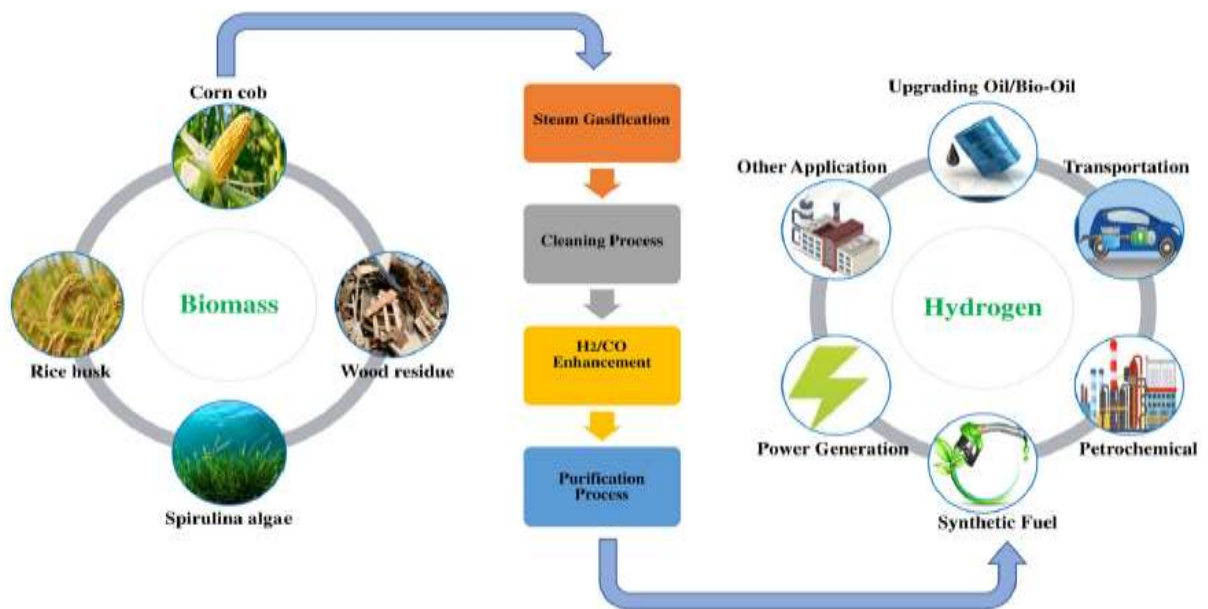 Corn cob
Biomass
Rice husk
Wood residue
Spirulina algae
Steam Gasification
Cleaning Process
H2/CO
Enhancement
Purification
Process
Upgrading Oil/Bio-Oil
Other Application
Transportation
Hydrogen
Power Generation
Petrochemical
Synthetic Fuel